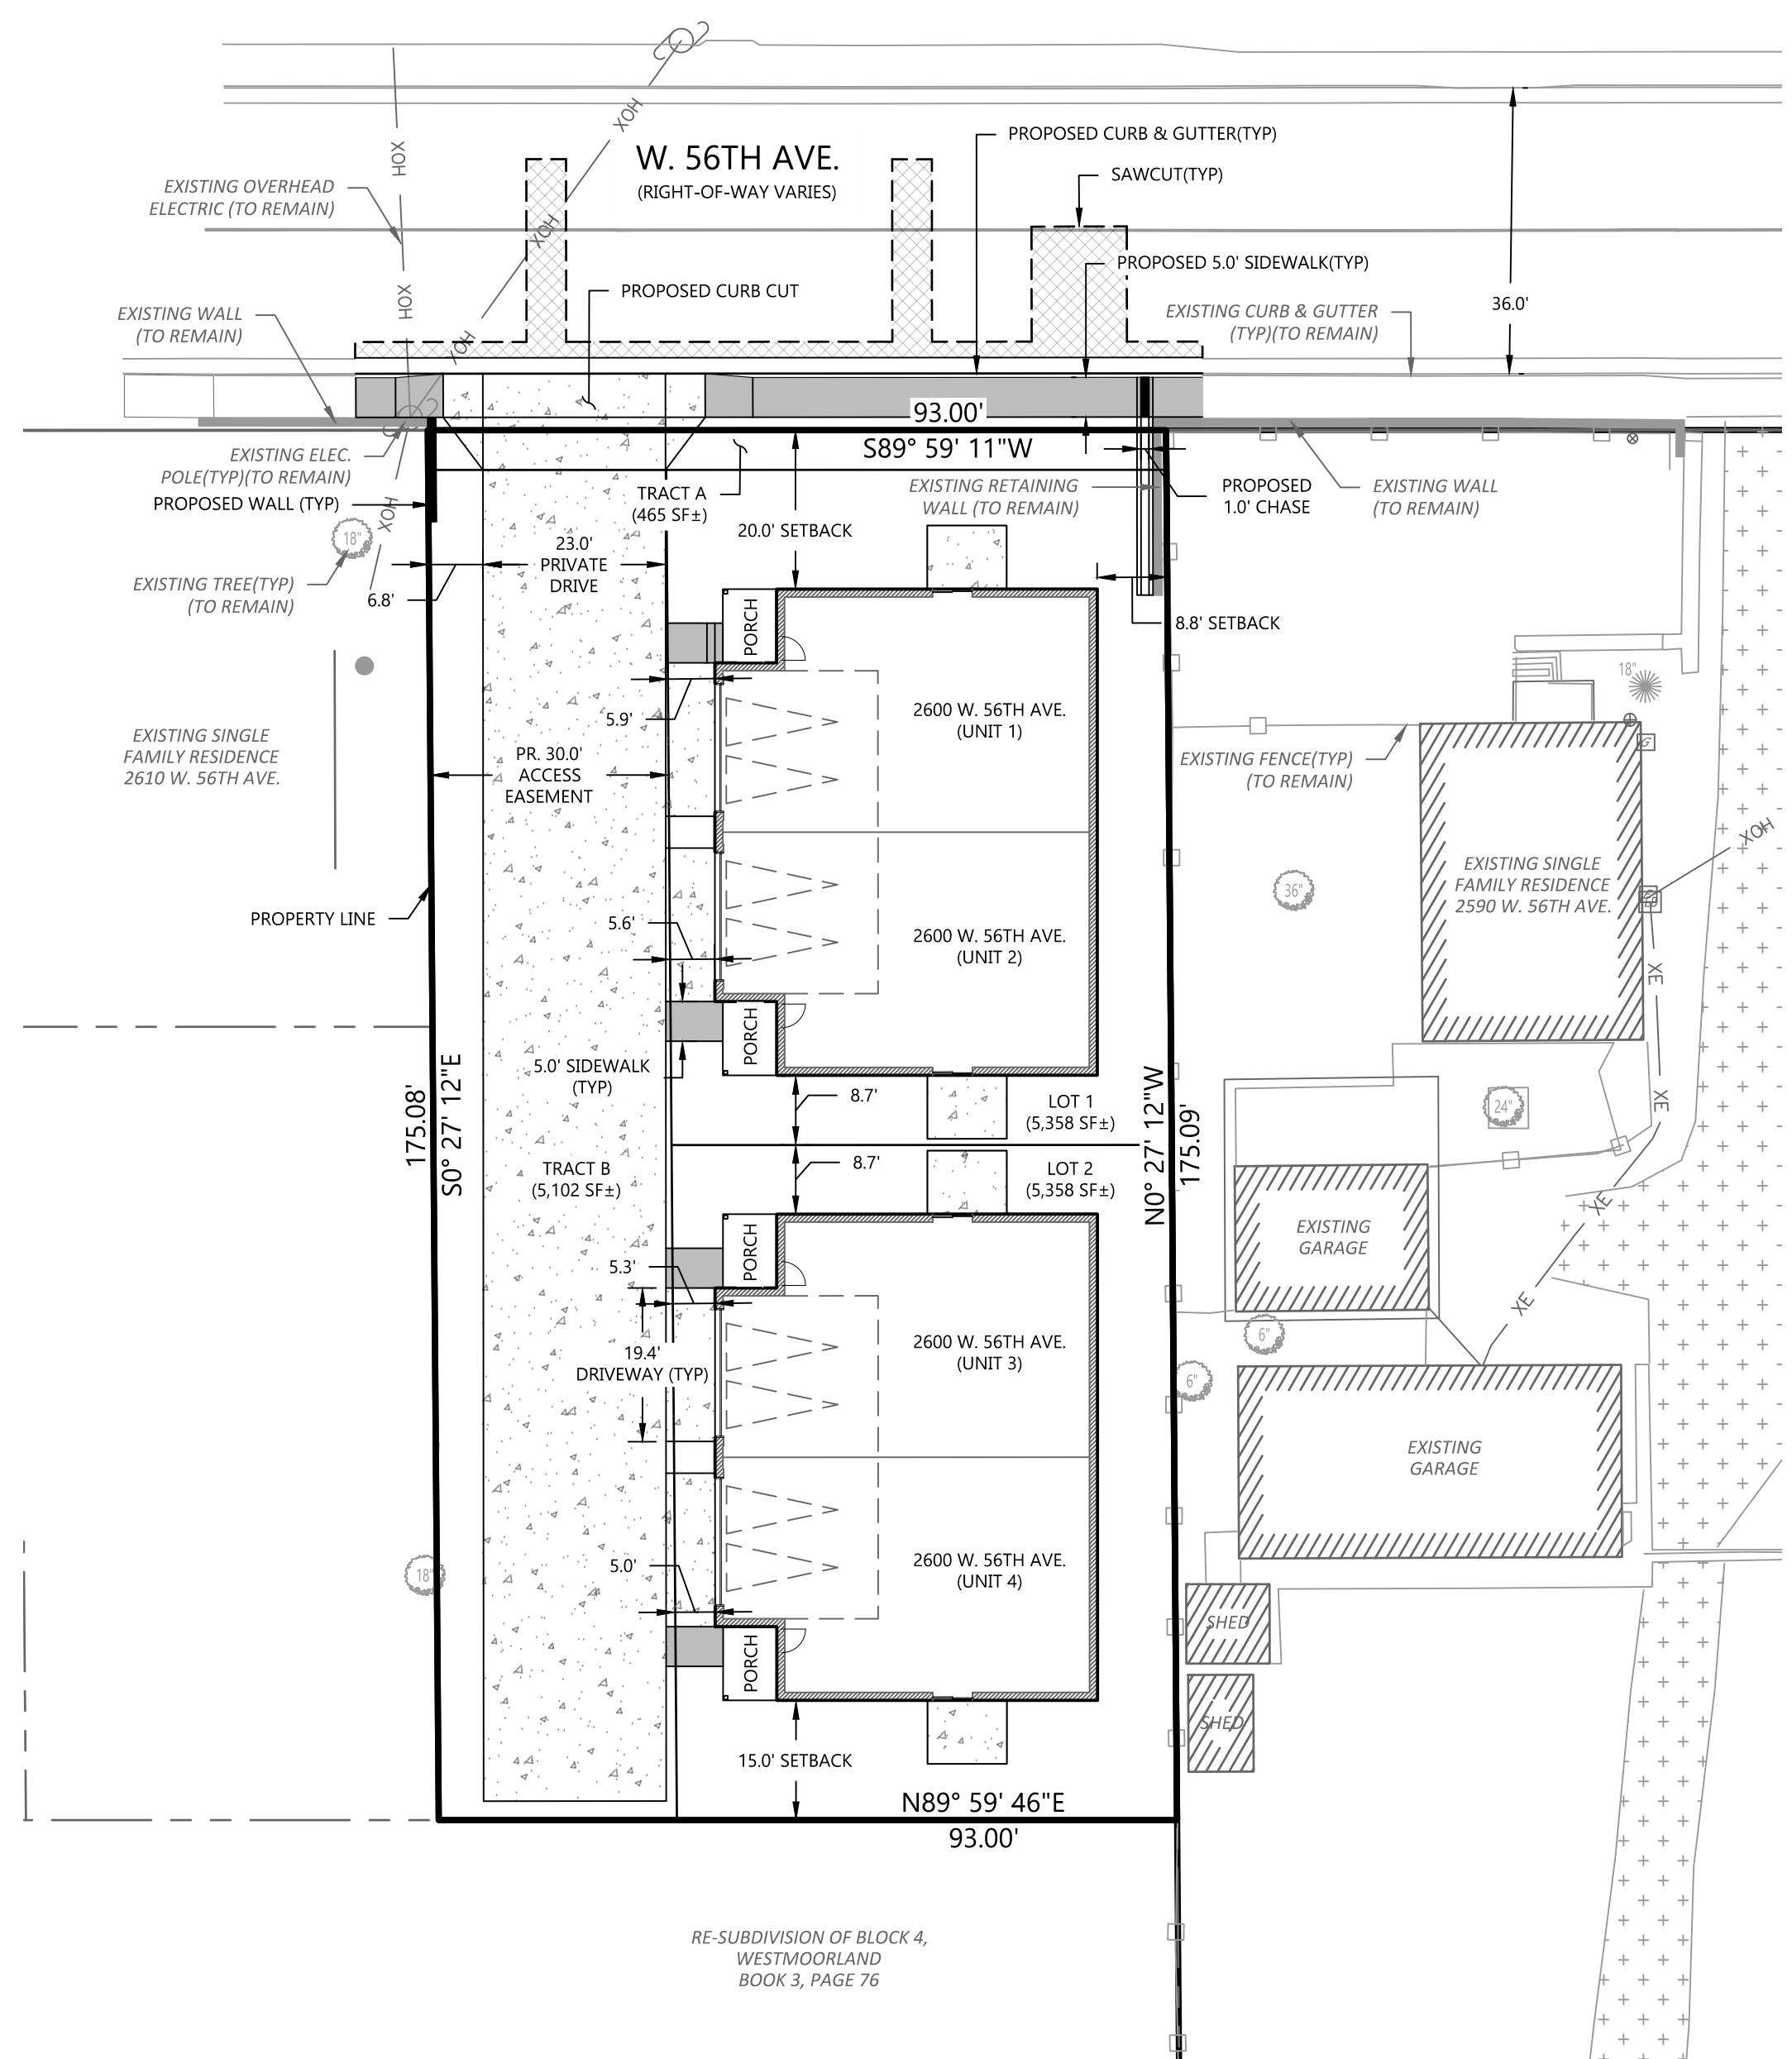 W. 56TH AVE.
(RIGHT-OF-WAY VARIES)
PROPOSED CURB & GUTTER(TYP)
SAWCUT(TYP)
EXISTING OVERHEAD
ELECTRIC (TO REMAIN)
XOH
XOH
XOH
XOH
XOH
XOH
PROPOSED 5.0' SIDEWALK(TYP)
PROPOSED CURB CUT
EXISTING WALL
(TO REMAIN)
EXISTING CURB & GUTTER
(TYP)(TO REMAIN)
36.0'
93.00'
S89° 59' 11"W
EXISTING ELEC.
POLE(TYP)(TO REMAIN)
PROPOSED WALL (TYP)
TRACT A
(465 SF±)
20.0' SETBACK
EXISTING RETAINING
WALL (TO REMAIN)
PROPOSED
1.0' CHASE
EXISTING WALL
(TO REMAIN)
18"
EXISTING TREE(TYP)
(TO REMAIN)
6.8'
23.0'
PRIVATE
DRIVE
PORCH
8.8' SETBACK
EXISTING SINGLE
FAMILY RESIDENCE
2610 W. 56TH AVE.
5.9'
PR. 30.0'
ACCESS
EASEMENT
2600 W. 56TH AVE.
(UNIT 1)
18"
G
EXISTING FENCE(TYP)
(TO REMAIN)
EXISTING SINGLE
FAMILY RESIDENCE
2590 W. 56TH AVE.
XOH
36"
PROPERTY LINE
5.6'
2600 W. 56TH AVE.
(UNIT 2)
XE
PORCH
5.0' SIDEWALK
(TYP)
8.7'
LOT 1
(5,358 SF±)
24"
XE
175.08'
S0° 27' 12"E
N0° 27' 12"W
175.09'
TRACT B
(5,102 SF±)
8.7'
LOT 2
(5,358 SF±)
XE
EXISTING
GARAGE
PORCH
5.3'
XE
6"
19.4'
DRIVEWAY (TYP)
2600 W. 56TH AVE.
(UNIT 3)
6"
EXISTING
GARAGE
5.0'
2600 W. 56TH AVE.
(UNIT 4)
18"
PORCH
SHED
SHED
15.0' SETBACK
N89° 59' 46"E
93.00'
RE-SUBDIVISION OF BLOCK 4,
WESTMOORLAND
BOOK 3, PAGE 76